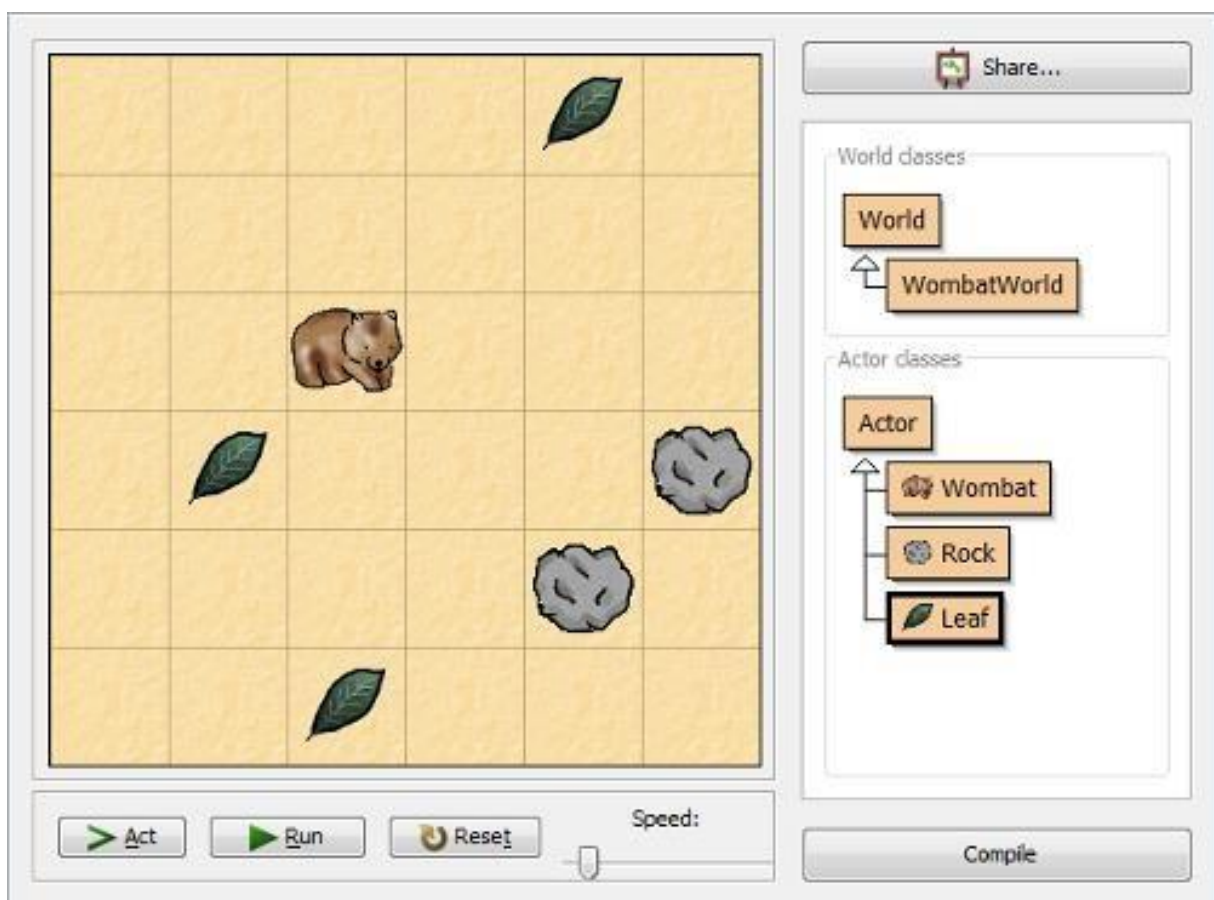 Share...
World classes
World
WombatWorld
Actor classes
Actor
Wombat
Rock
Leaf
Act
Run
Reset
Speed:
Compile